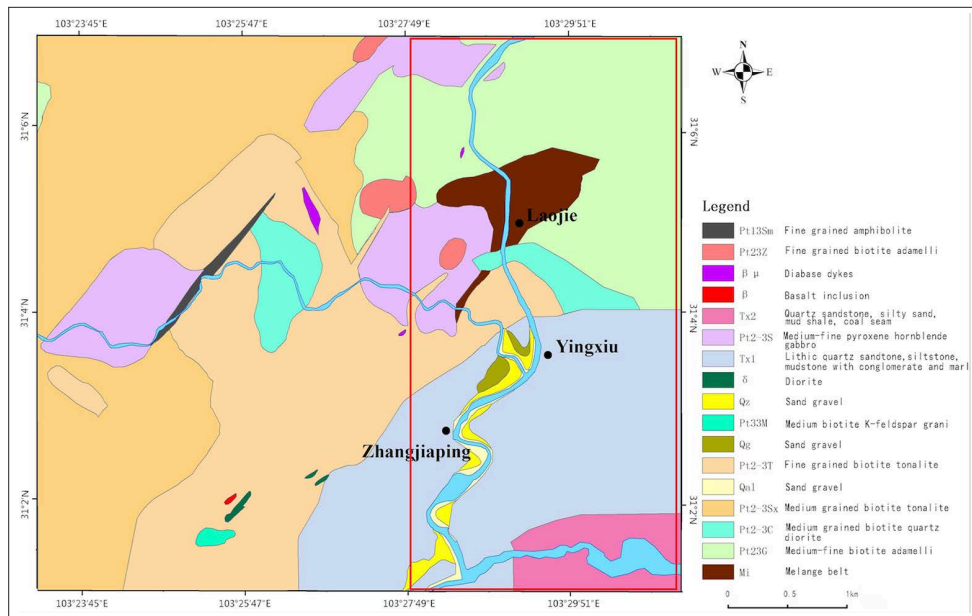 103°23'45"E 103°25'47"E 103°27'49"E 103°29'51"E
N
W E
S
31°6'N 31°6'N
Laojie
31°4'N 31°4'N
Yingxiu
Zhangjiaping
31°2'N 31°2'N
103°23'45"E 103°25'47"E 103°27'49"E 103°29'51"E
Legend
Pt13Sm Fine grained amphibolite
Pt23Z Fine grained biotite adamelli
β μ Diabase dykes
β Basalt inclusion
Tx2 Quartz sandstone, silty sand,
mud shale, coal seam
Pt2-3S Medium-fine pyroxene hornblende
gabbro
Tx1 Lithic quartz sandtone,siltstone,
mudstone with conglomerate and marl
δ Diorite
Qz Sand gravel
Pt33M Medium biotite K-feldspar grani
Qg Sand gravel
Pt2-3T Fine grained biotite tonalite
Qal Sand gravel
Pt2-3Sx Medium grained biotite tonalite
Pt2-3C Medium grained biotite quartz
diorite
Pt23G Medium-fine biotite adamelli
Mi Melange belt
0 0.5 1km